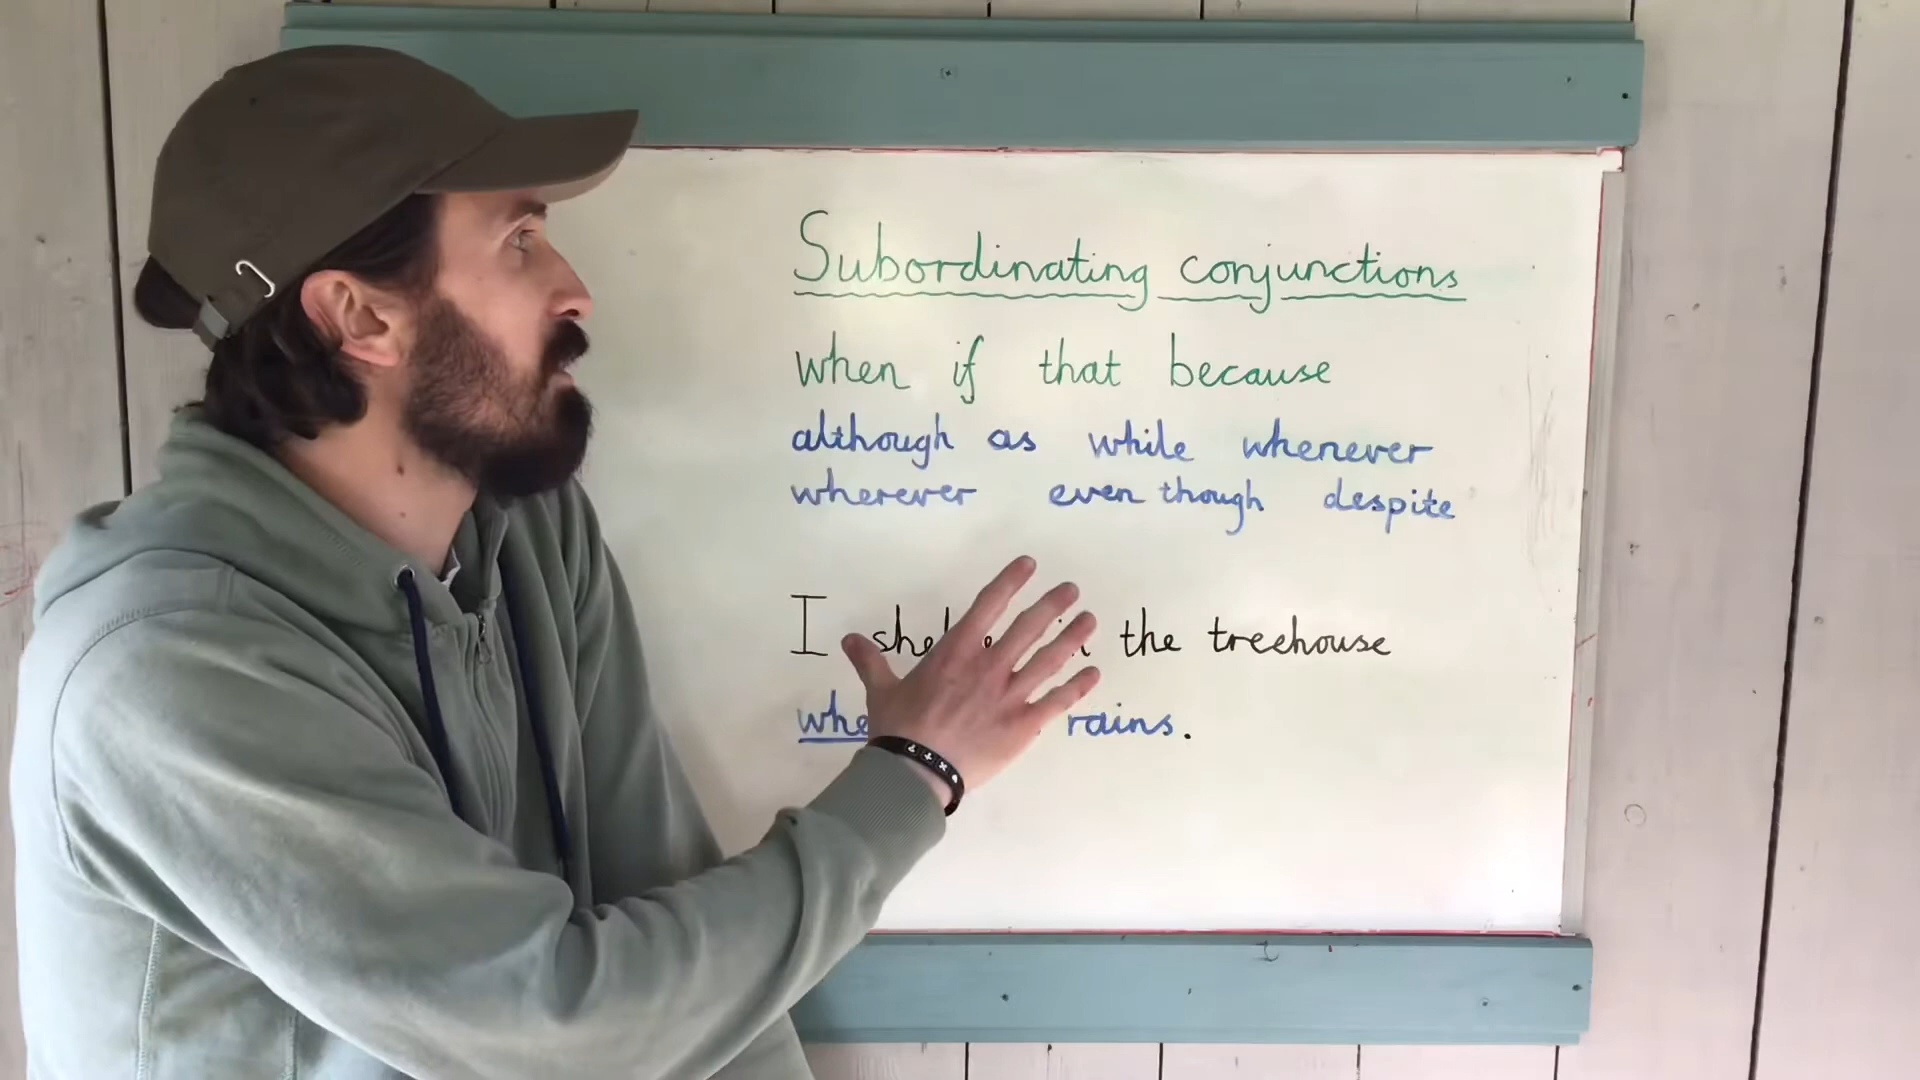 Subordinating conjunctions
when if that because
although as while whenever
wherever even though despite
I the treehouse
rains.